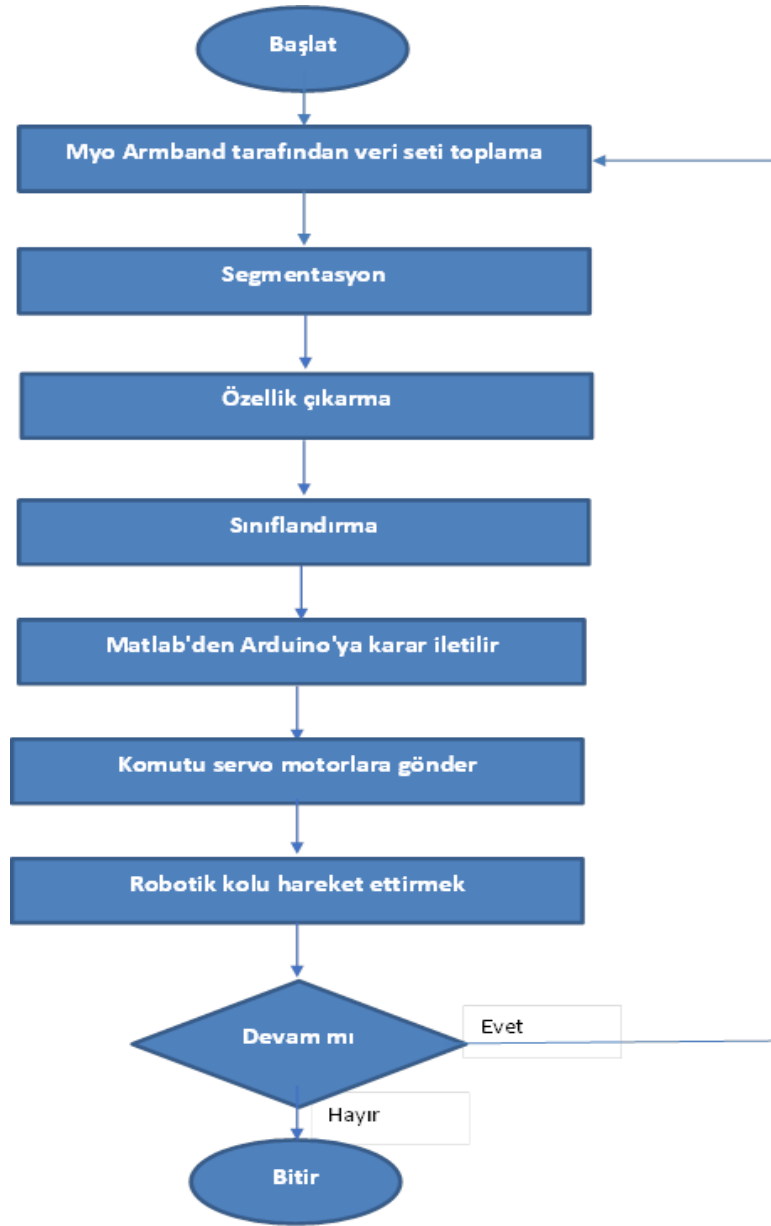 Başlat
Myo Armband tarafından veri seti toplama
Segmentasyon
Özellik çıkarma
Sınıflandırma
Matlab'den Arduino'ya karar iletilir
Komutu servo motorlara gönder
Robotik kolu hareket ettirmek
Devam mı
Evet
Hayır
Bitir